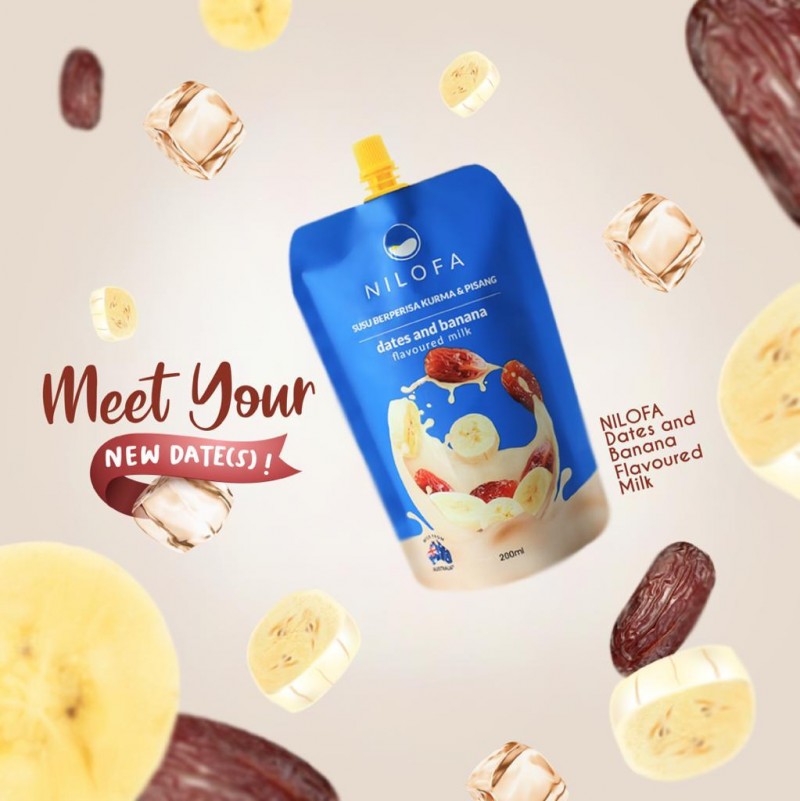 NILOFA
SUSU BERPERISA KURMA & PISANG
dates and banana
flavoured milk
Meet Your
NEW DATE(S)!
NILOFA
Dates and
Banana
Flavoured
Milk
AUSTRALIA
200ml